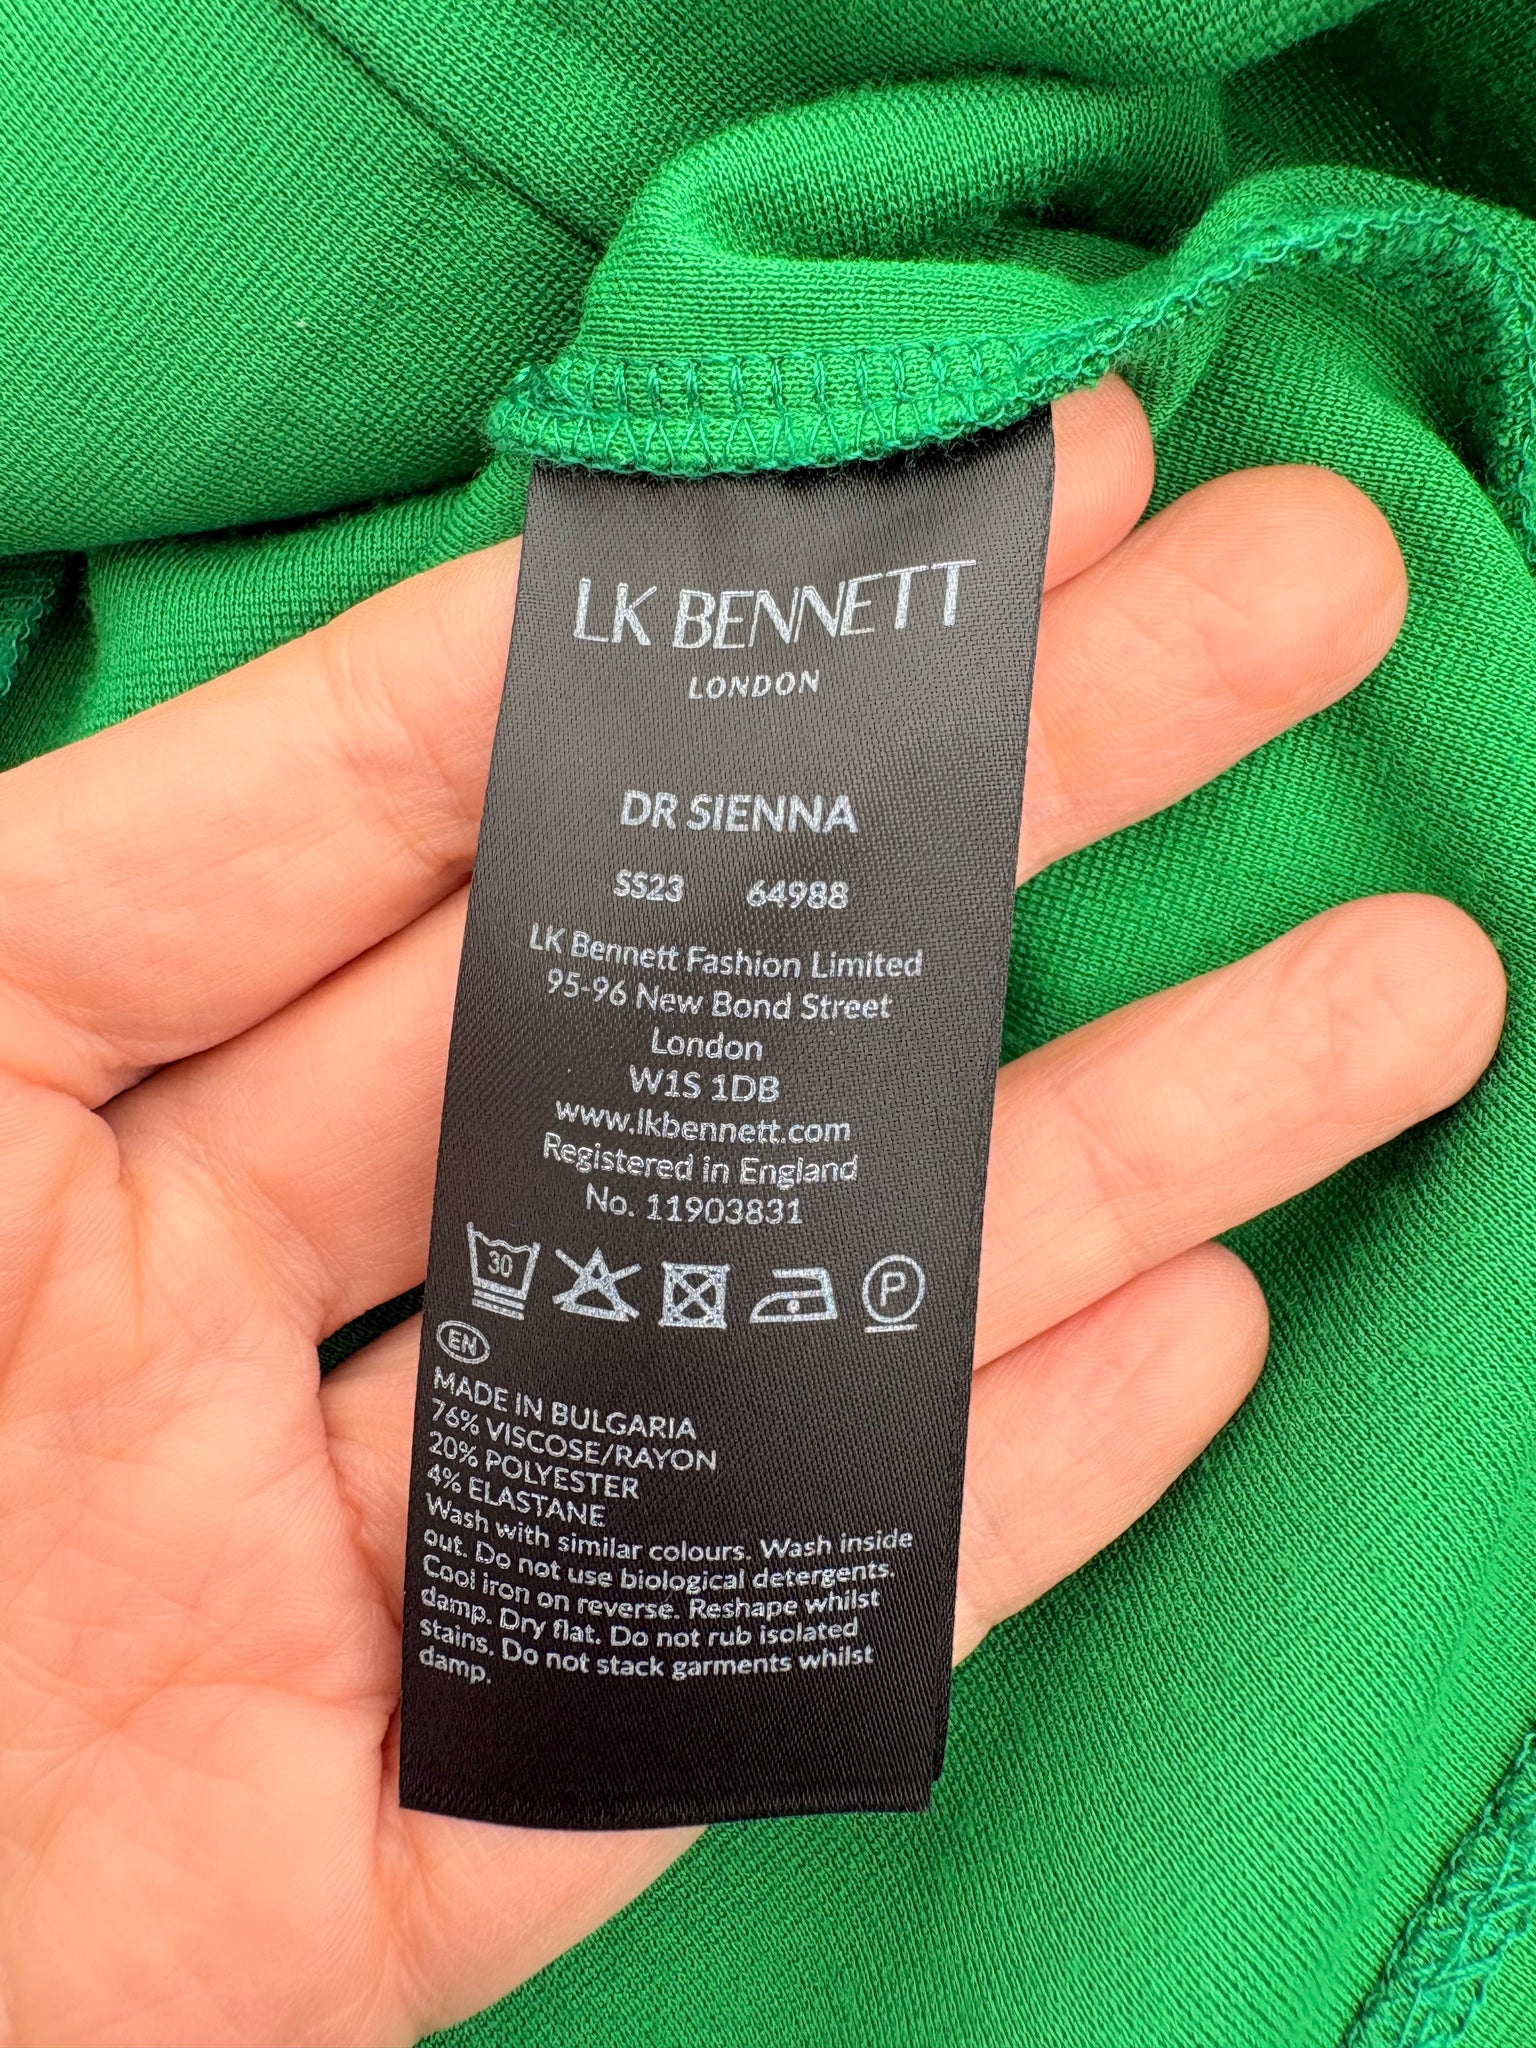 LK BENNETT
LONDON
DR SIENNA
SS23 64988
LK Bennett Fashion Limited
95-96 New Bond Street
London
W1S 1DB
www.lkbennett.com
Registered in England
No. 11903831
30
P
EN
MADE IN BULGARIA
76% VISCOSE/RAYON
20% POLYESTER
4% ELASTANE
Wash with similar colours. Wash inside
out. Do not use biological detergents.
Cool iron on reverse. Reshape whilst
damp. Dry flat. Do not rub isolated
stains. Do not stack garments whilst
damp.